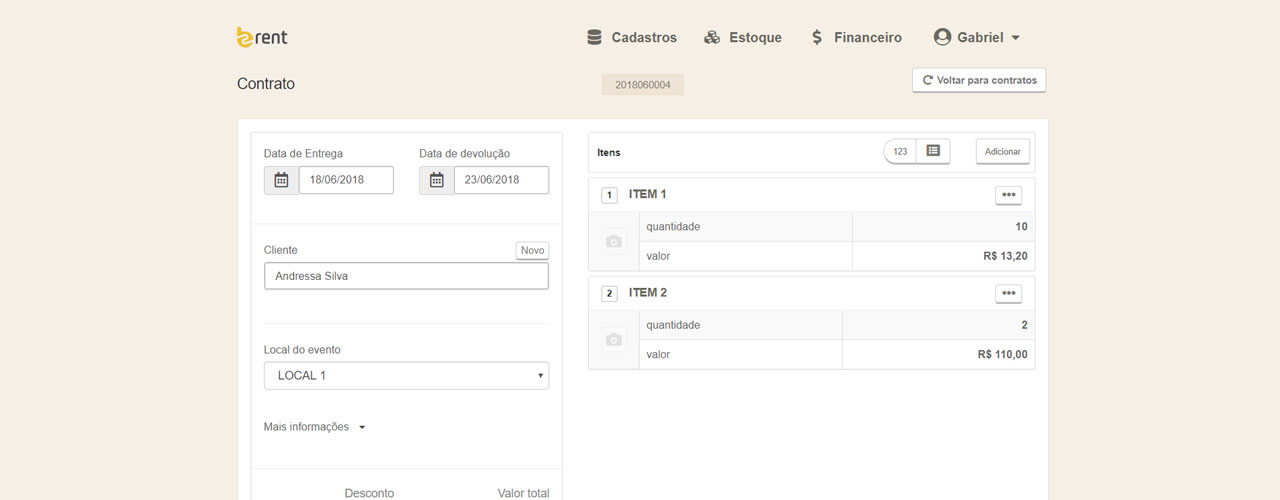 rent
Cadastros
Estoque
$ Financeiro
Gabriel
Contrato
2018060004
Voltar para contratos
Data de Entrega
Data de devolução
18/06/2018
23/06/2018
Cliente
Novo
Andressa Silva
Local do evento
LOCAL 1
Mais informações
Desconto
Valor total
Itens
123
Adicionar
1 ITEM 1
quantidade 10
valor R$ 13,20
2 ITEM 2
quantidade 2
valor R$ 110,00